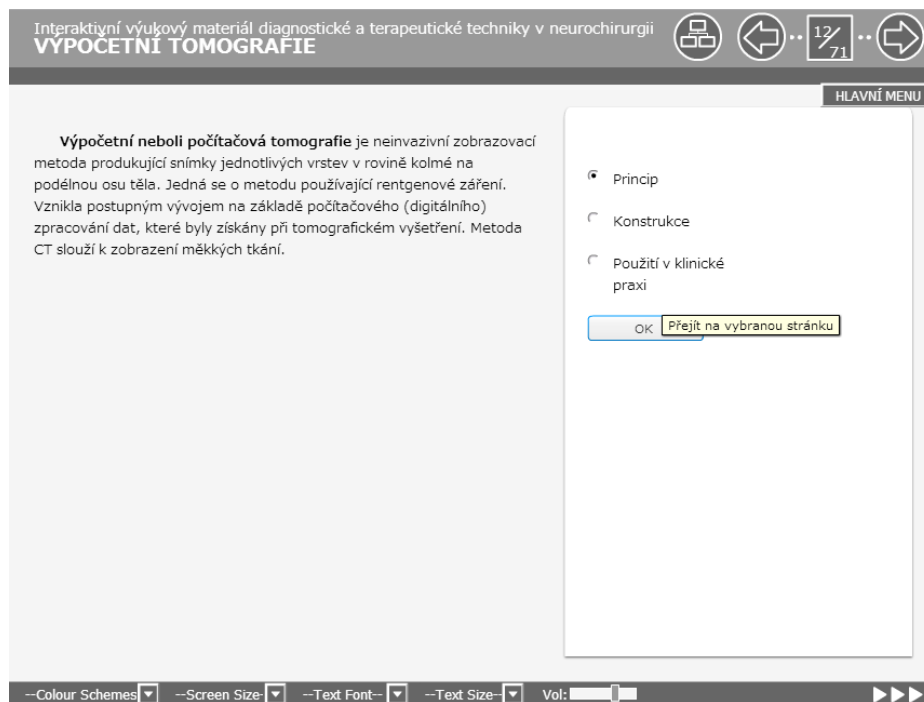 Interaktivní výukový materiál diagnostické a terapeutické techniky v neurochirurgii
VÝPOČETNÍ TOMOGRAFIE
12/71
HLAVNÍ MENU
Výpočetní neboli počítačová tomografie je neinvazivní zobrazovací
metoda produkující snímky jednotlivých vrstev v rovině kolmé na
podélnou osu těla. Jedná se o metodu používající rentgenové záření.
Vznikla postupným vývojem na základě počítačového (digitálního)
zpracování dat, které byly získány při tomografickém vyšetření. Metoda
CT slouží k zobrazení měkkých tkání.
Princip
Konstrukce
Použití v klinické
praxi
OK
Přejít na vybranou stránku
--Colour Schemes --Screen Size- --Text Font-- --Text Size-- Vol: